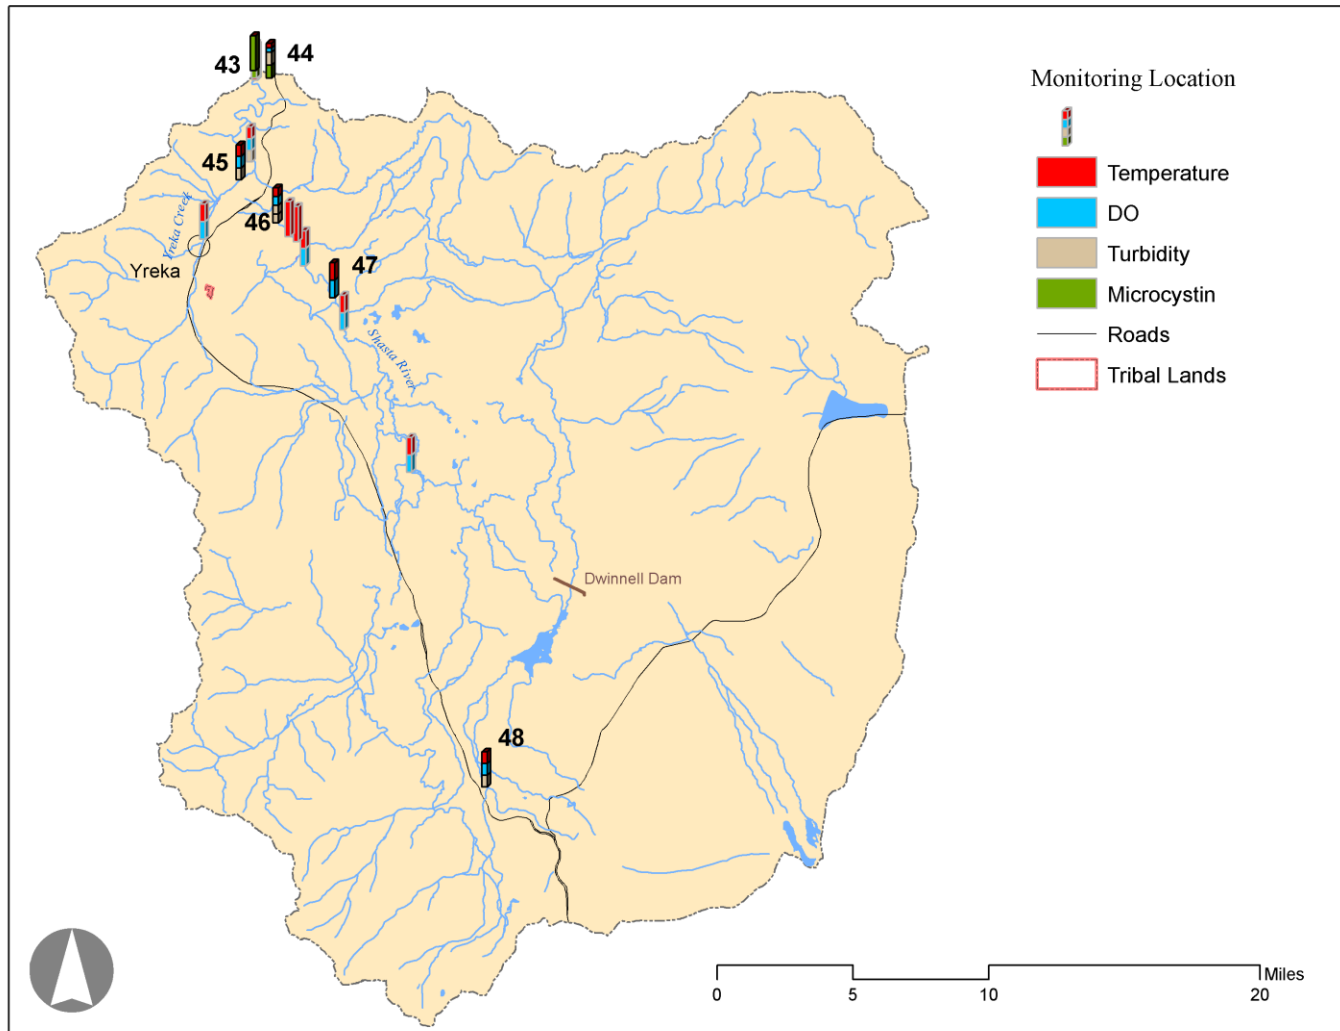 43
44
45
46
47
48
Yreka Creek
Yreka
Shasta River
Dwinnell Dam
Monitoring Location
Temperature
DO
Turbidity
Microcystin
Roads
Tribal Lands
Miles
0 5 10 20